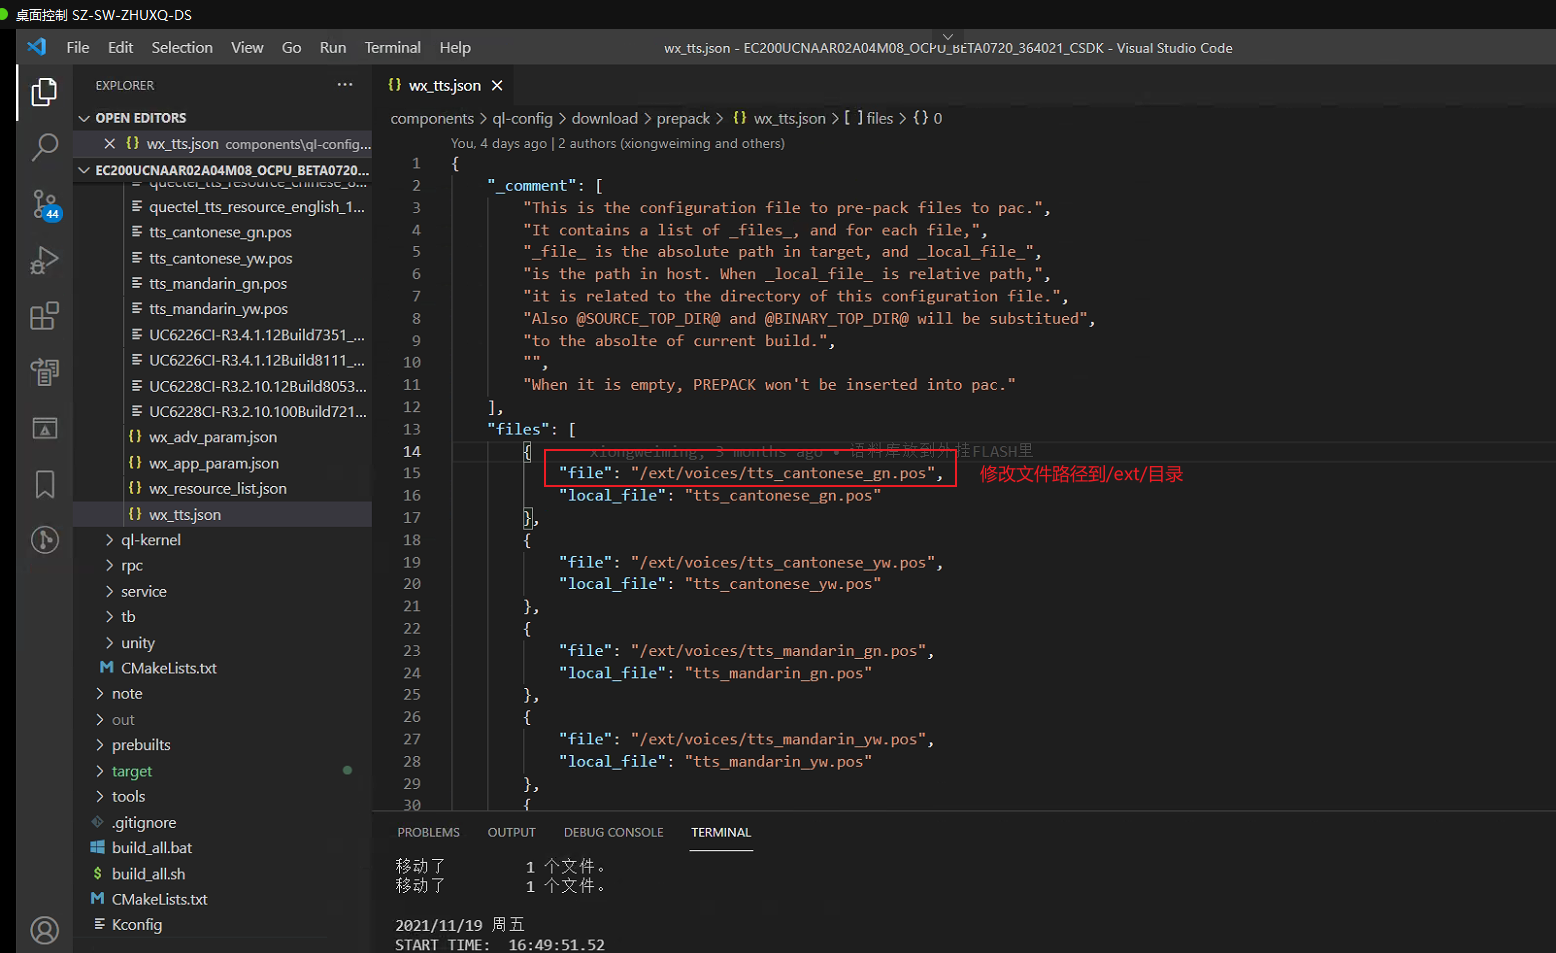 桌面控制 SZ-SW-ZHUXQ-DS
File Edit Selection View Go Run Terminal Help
wx_tts.json - EC200UCNAAR02A04M08_OCPU_BETA0720_364021_CSDK - Visual Studio Code
EXPLORER
OPEN EDITORS
wx_tts.json components\ql-config...
EC200UCNAAR02A04M08_OCPU_BETA0720...
quectel_tts_resource_chinese_8...
quectel_tts_resource_english_1...
tts_cantonese_gn.pos
tts_cantonese_yw.pos
tts_mandarin_gn.pos
tts_mandarin_yw.pos
UC6226CI-R3.4.1.12Build7351_...
UC6226CI-R3.4.1.12Build8111_...
UC6228CI-R3.2.10.12Build8053...
UC6228CI-R3.2.10.100Build721...
wx_adv_param.json
wx_app_param.json
wx_resource_list.json
wx_tts.json
ql-kernel
rpc
service
tb
unity
CMakeLists.txt
note
out
prebuilts
target
tools
.gitignore
build_all.bat
build_all.sh
CMakeLists.txt
Kconfig
44
wx_tts.json
components > ql-config > download > prepack > {} wx_tts.json > [ ] files > {} 0
You, 4 days ago | 2 authors (xiongweiming and others)
1 {
2 "_comment": [
3 "This is the configuration file to pre-pack files to pac.",
4 "It contains a list of _files_, and for each file,",
5 "_file_ is the absolute path in target, and _local_file_",
6 "is the path in host. When _local_file_ is relative path,",
7 "it is related to the directory of this configuration file.",
8 "Also @SOURCE_TOP_DIR@ and @BINARY_TOP_DIR@ will be substitued",
9 "to the absolte of current build.",
10 "",
11 "When it is empty, PREPACK won't be inserted into pac."
12 ],
13 "files": [
14 { xiongweiming, 3 months ago • 语料库放到外挂FLASH里
15 "file": "/ext/voices/tts_cantonese_gn.pos", 修改文件路径到/ext/目录
16 "local_file": "tts_cantonese_gn.pos"
17 },
18 {
19 "file": "/ext/voices/tts_cantonese_yw.pos",
20 "local_file": "tts_cantonese_yw.pos"
21 },
22 {
23 "file": "/ext/voices/tts_mandarin_gn.pos",
24 "local_file": "tts_mandarin_gn.pos"
25 },
26 {
27 "file": "/ext/voices/tts_mandarin_yw.pos",
28 "local_file": "tts_mandarin_yw.pos"
29 },
30 {
PROBLEMS OUTPUT DEBUG CONSOLE TERMINAL
移动了 1 个文件。
移动了 1 个文件。
2021/11/19 周五
START TIME: 16:49:51.52